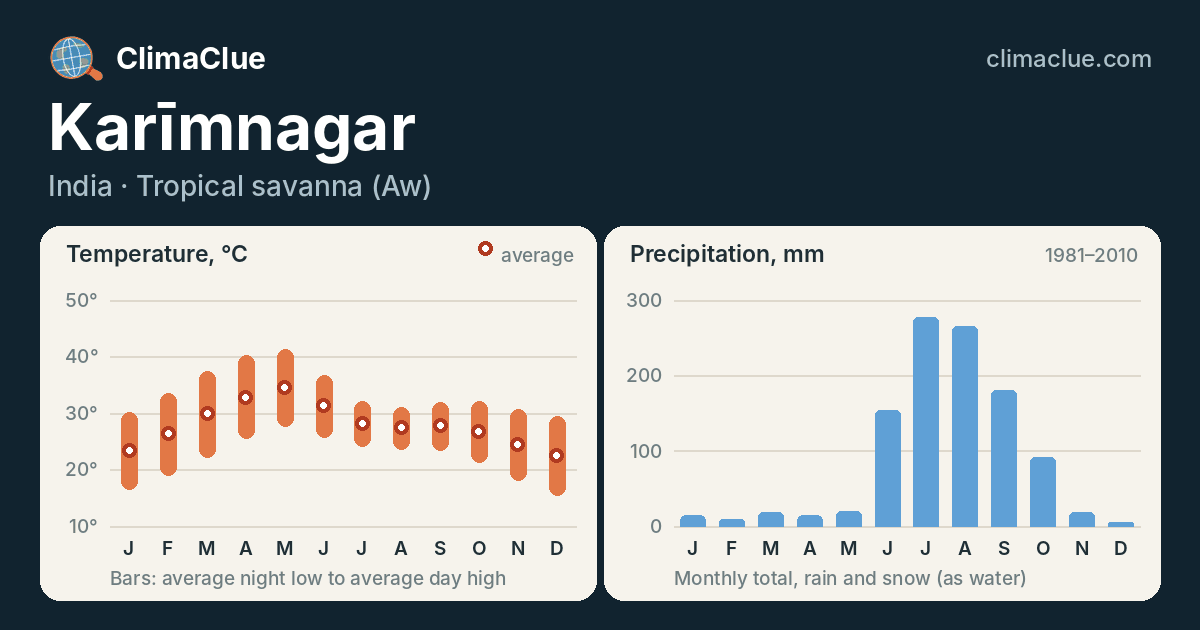 ClimaClue
climaclue.com
Karīmnagar
India · Tropical savanna (Aw)
Temperature, °C
average
50°
40°
30°
20°
10°
J F M A M J J A S O N D
Bars: average night low to average day high
Precipitation, mm
1981–2010
300
200
100
0
J F M A M J J A S O N D
Monthly total, rain and snow (as water)